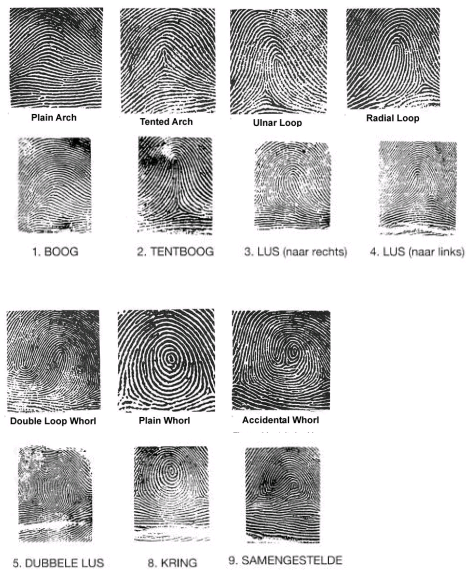 Plain Arch
Tented Arch
Ulnar Loop
Radial Loop
1. BOOG
2. TENTBOOG
3. LUS (naar rechts)
4. LUS (naar links)
Double Loop Whorl
Plain Whorl
Accidental Whorl
5. DUBBELE LUS
8. KRING
9. SAMENGESTELDE